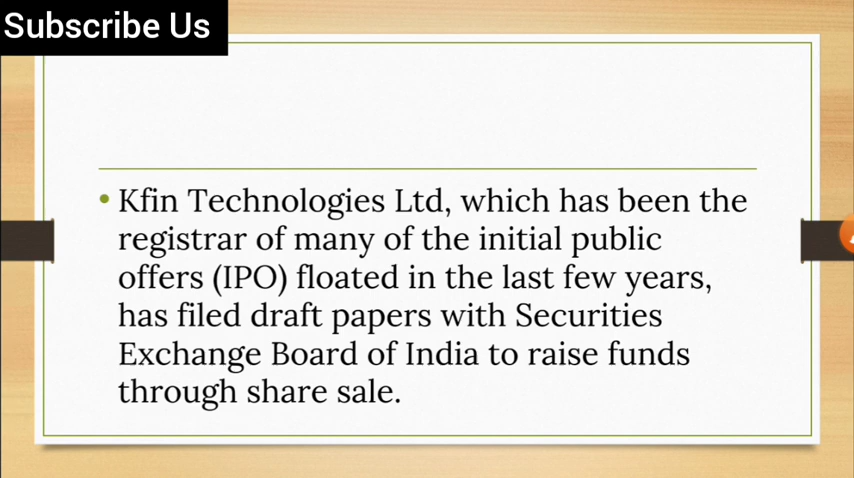 Subscribe Us
• Kfin Technologies Ltd, which has been the
registrar of many of the initial public
offers (IPO) floated in the last few years,
has filed draft papers with Securities
Exchange Board of India to raise funds
through share sale.